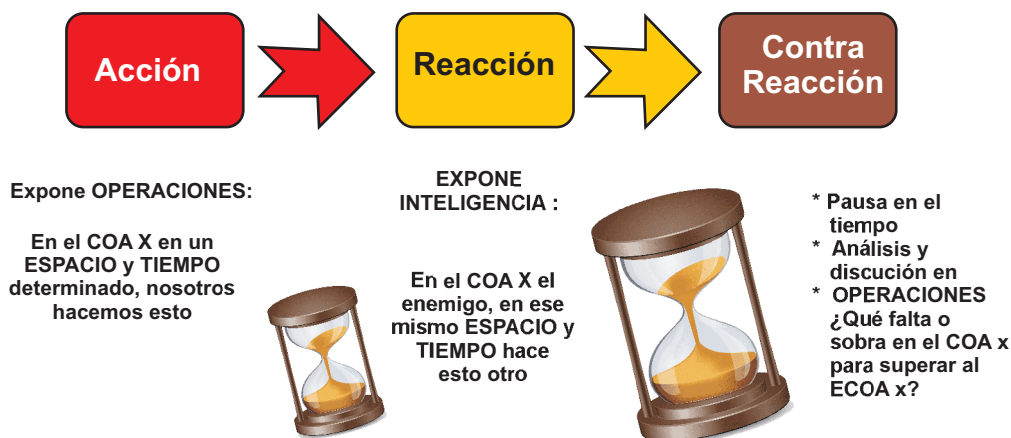 Acción
Reacción
Contra
Reacción
Expone OPERACIONES:
En el COA X en un
ESPACIO y TIEMPO
determinado, nosotros
hacemos esto
EXPONE
INTELIGENCIA :
En el COA X el
enemigo, en ese
mismo ESPACIO y
TIEMPO hace
esto otro
* Pausa en el
tiempo
* Análisis y
discución en
* OPERACIONES
¿Qué falta o
sobra en el COA x
para superar al
ECOA x?